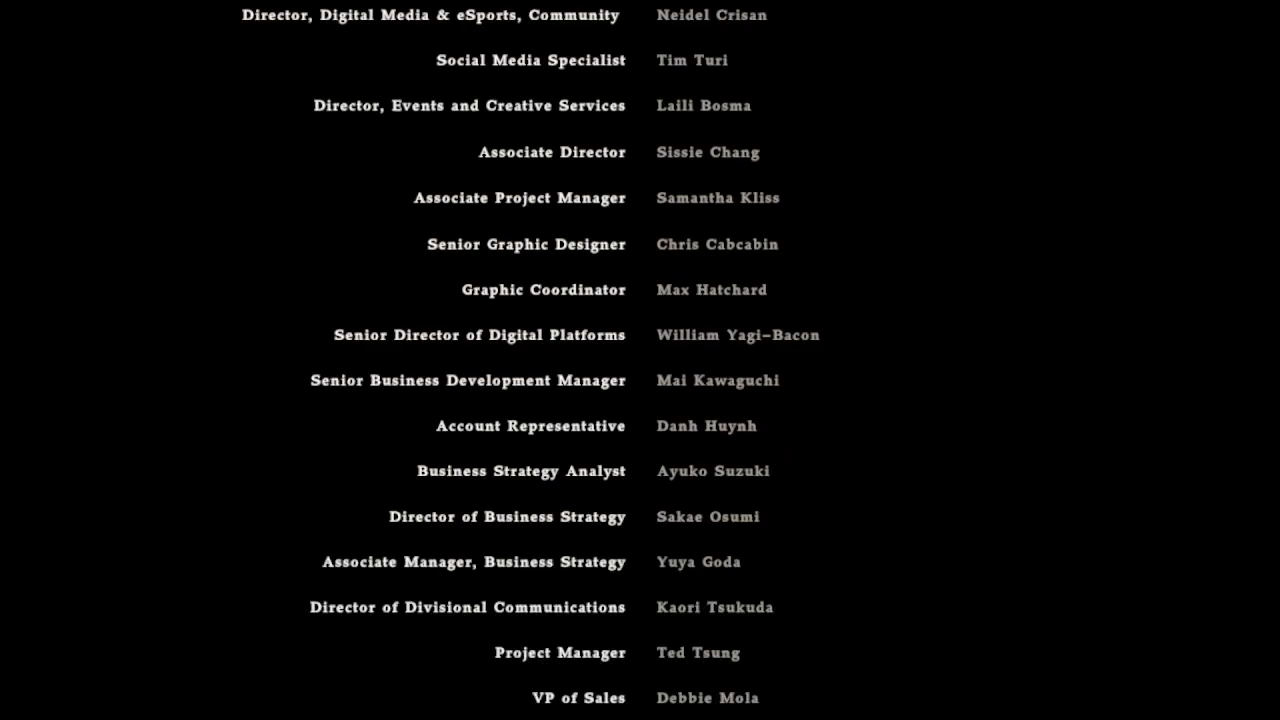 Director, Digital Media & eSports, Community Neidel Crisan
Social Media Specialist Tim Turi
Director, Events and Creative Services Laili Bosma
Associate Director Sissie Chang
Associate Project Manager Samantha Kliss
Senior Graphic Designer Chris Cabcabin
Graphic Coordinator Max Hatchard
Senior Director of Digital Platforms William Yagi-Bacon
Senior Business Development Manager Mai Kawaguchi
Account Representative Danh Huynh
Business Strategy Analyst Ayuko Suzuki
Director of Business Strategy Sakae Osumi
Associate Manager, Business Strategy Yuya Goda
Director of Divisional Communications Kaori Tsukuda
Project Manager Ted Tsung
VP of Sales Debbie Mola